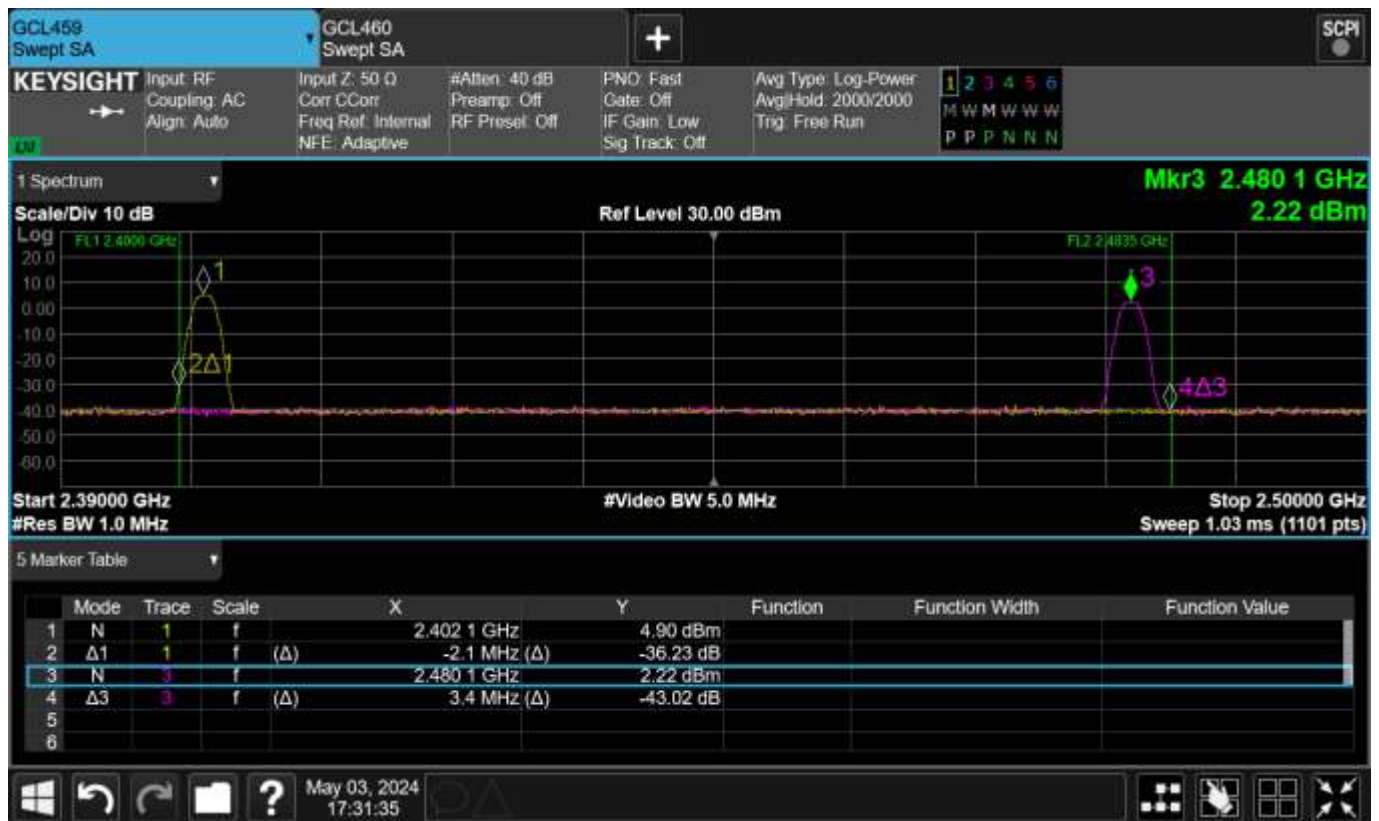 GCL459
Swept SA
GCL460
Swept SA
SCPI
KEYSIGHT
Input: RF
Coupling: AC
Align: Auto
Input Z: 50 Ω
Corr CCorr
Freq Ref: Internal
NFE: Adaptive
#Atten: 40 dB
Preamp: Off
RF Presel: Off
PNO: Fast
Gate: Off
IF Gain: Low
Sig Track: Off
Avg Type: Log-Power
Avg|Hold: 2000/2000
Trig: Free Run
1 2 3 4 5 6
M W M W W W
P P P N N N
1 Spectrum
Mkr3 2.480 1 GHz
2.22 dBm
Scale/Div 10 dB
Ref Level 30.00 dBm
Log
FL1 2.4000 GHz
FL2 2.4835 GHz
20.0
10.0
0.00
-10.0
-20.0
-30.0
-40.0
-50.0
-60.0
1
2Δ1
3
4Δ3
Start 2.39000 GHz
#Video BW 5.0 MHz
Stop 2.50000 GHz
#Res BW 1.0 MHz
Sweep 1.03 ms (1101 pts)
5 Marker Table
Mode Trace Scale X Y Function Function Width Function Value
1 N 1 f 2.402 1 GHz 4.90 dBm
2 Δ1 1 f (Δ) -2.1 MHz (Δ) -36.23 dB
3 N 3 f 2.480 1 GHz 2.22 dBm
4 Δ3 3 f (Δ) 3.4 MHz (Δ) -43.02 dB
5
6
?
May 03, 2024
17:31:35